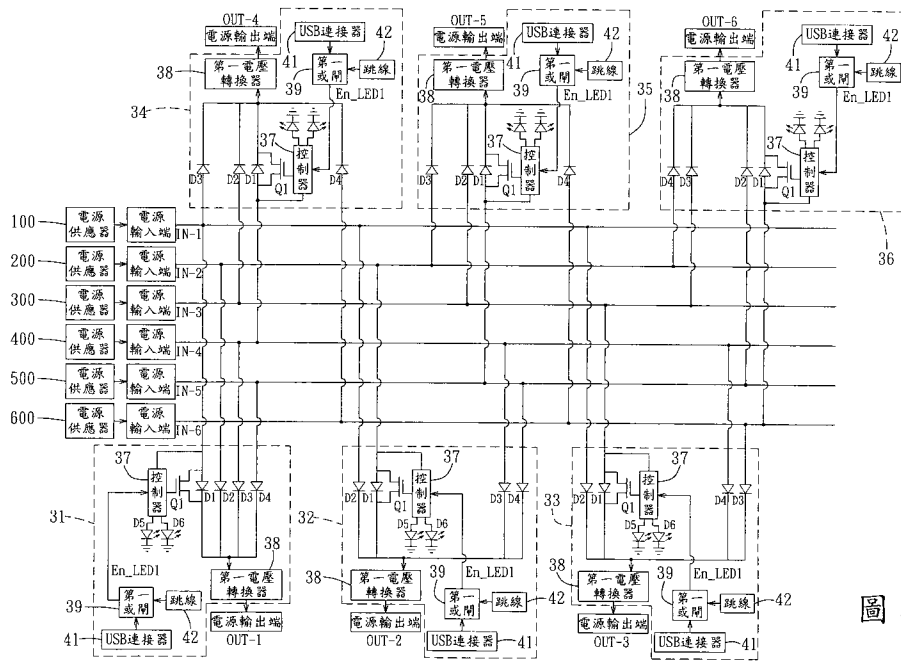 OUT-4
電源輸出端
38
第一電壓
轉換器
41
USB連接器
42
39
第一
或閘
跳線
En_LED1
34
37
控制器
D3
D2
D1
Q1
D4
OUT-5
電源輸出端
38
第一電壓
轉換器
41
USB連接器
42
39
第一
或閘
跳線
En_LED1
35
37
控制器
D3
D2
D1
Q1
D4
OUT-6
電源輸出端
38
第一電壓
轉換器
41
USB連接器
42
39
第一
或閘
跳線
En_LED1
37
控制器
D3
D4
D2
D1
Q1
36
100
電源
供應器
電源
輸入端
IN-1
200
電源
供應器
電源
輸入端
IN-2
300
電源
供應器
電源
輸入端
IN-3
400
電源
供應器
電源
輸入端
IN-4
500
電源
供應器
電源
輸入端
IN-5
600
電源
供應器
電源
輸入端
IN-6
31
37
控制器
Q1
D1
D2
D3
D4
D5
D6
En_LED1
38
第一電壓
轉換器
39
第一
或閘
跳線
42
41
USB連接器
電源輸出端
OUT-1
32
D2
D1
Q1
37
控制器
D3
D4
D5
D6
En_LED1
38
第一電壓
轉換器
39
第一
或閘
跳線
42
電源輸出端
OUT-2
USB連接器
41
33
D2
D1
Q1
37
控制器
D4
D3
D5
D6
En_LED1
38
第一電壓
轉換器
39
第一
或閘
跳線
42
電源輸出端
OUT-3
USB連接器
41
圖